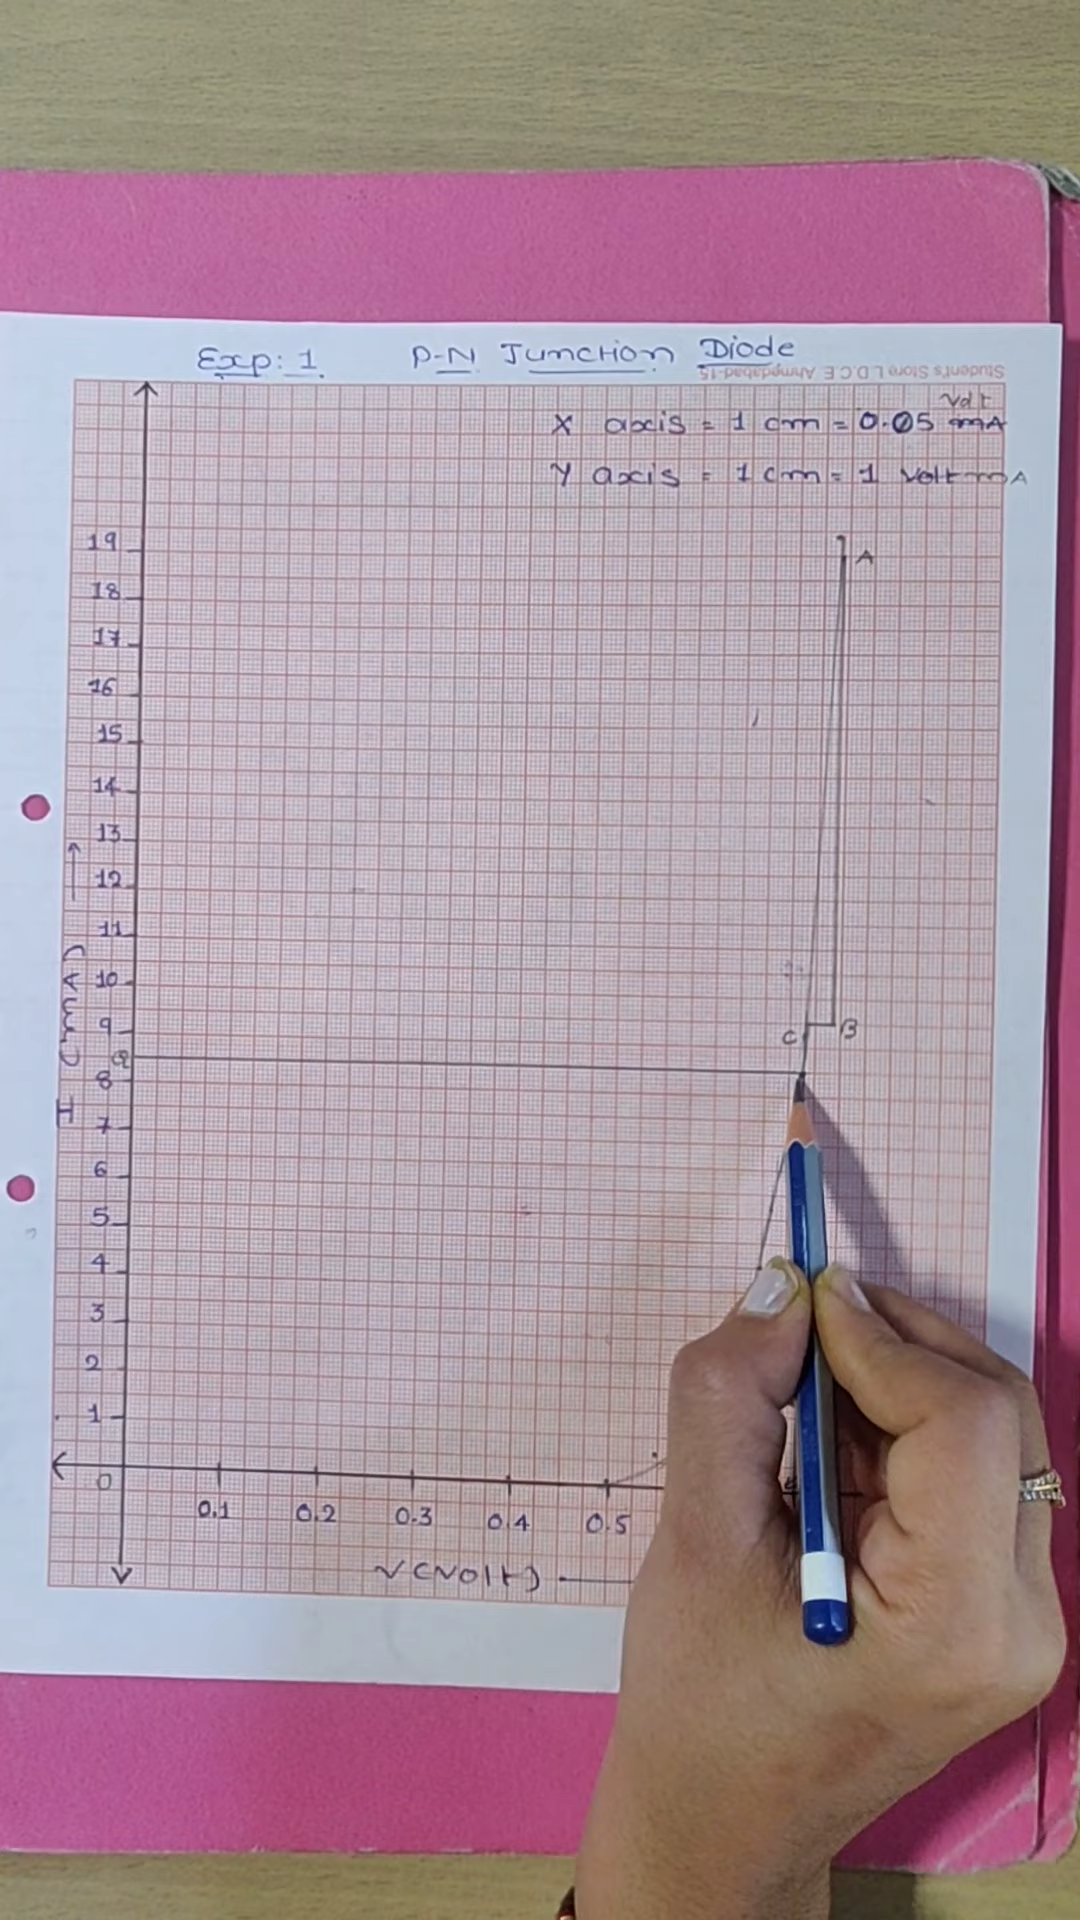 Exp: 1. P-N Junction Diode
Student's Store L.D.C.E. Ahmedabad-15
Volt
X axis = 1 cm = 0.05 mA
Y axis = 1 cm = 1 Volt mA
19
A
18
17
16
15
14
13
12
11
10
9
C
B
Q
8
7
6
5
4
3
2
1
I (mA)
0
0.1
0.2
0.3
0.4
0.5
V(Volt)